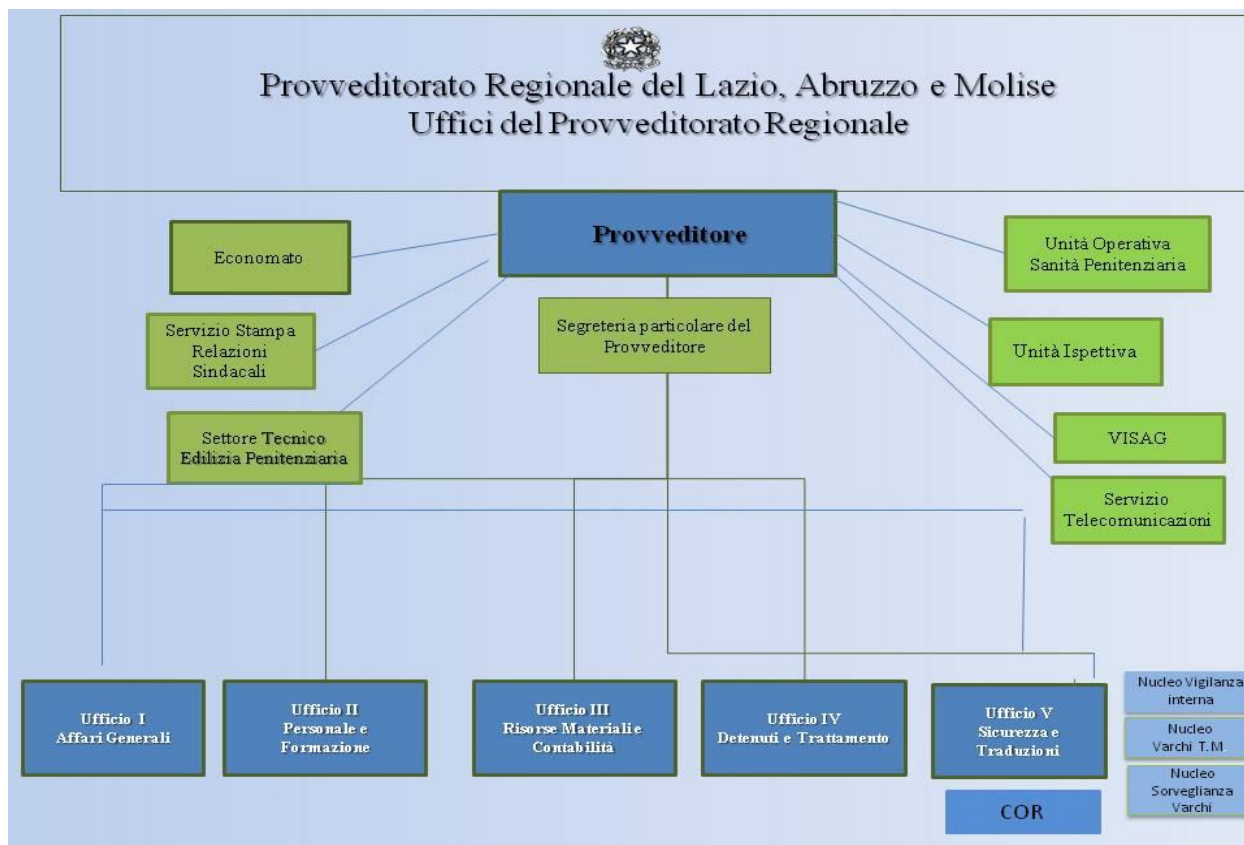 Provveditorato Regionale del Lazio, Abruzzo e Molise
Uffici del Provveditorato Regionale
Provveditore
Economato
Servizio Stampa
Relazioni
Sindacali
Settore Tecnico
Edilizia Penitenziaria
Segreteria particolare del
Provveditore
Unità Operativa
Sanità Penitenziaria
Unità Ispettiva
VISAG
Servizio
Telecomunicazioni
Ufficio I
Affari Generali
Ufficio II
Personale e
Formazione
Ufficio III
Risorse Materiali e
Contabilità
Ufficio IV
Detenuti e Trattamento
Ufficio V
Sicurezza e
Traduzioni
COR
Nucleo Vigilanza
interna
Nucleo
Varchi T.M.
Nucleo
Sorveglianza
Varchi